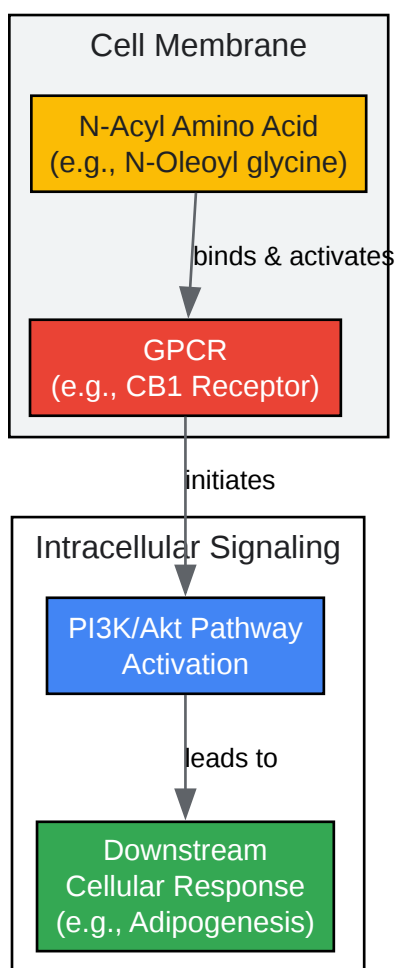 Cell Membrane
N-Acyl Amino Acid
(e.g., N-Oleoyl glycine)
binds & activates
GPCR
(e.g., CB1 Receptor)
initiates
Intracellular Signaling
PI3K/Akt Pathway
Activation
leads to
Downstream
Cellular Response
(e.g., Adipogenesis)